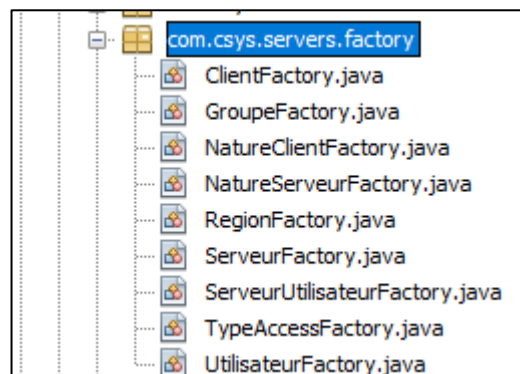 com.csys.servers.factory
ClientFactory.java
GroupeFactory.java
NatureClientFactory.java
NatureServeurFactory.java
RegionFactory.java
ServeurFactory.java
ServeurUtilisateurFactory.java
TypeAccessFactory.java
UtilisateurFactory.java